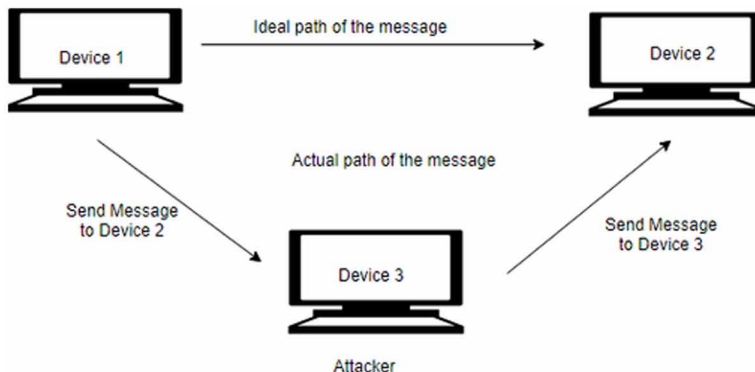 Ideal path of the message
Device 1
Device 2
Actual path of the message
Send Message
to Device 2
Send Message
to Device 3
Device 3
Attacker